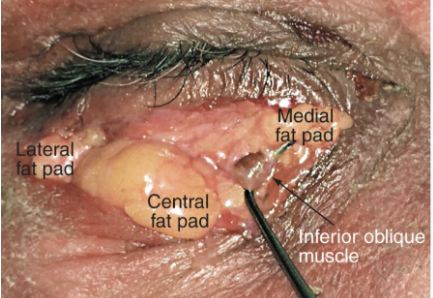 Medial
fat pad
Lateral
fat pad
Central
fat pad
Inferior oblique
muscle